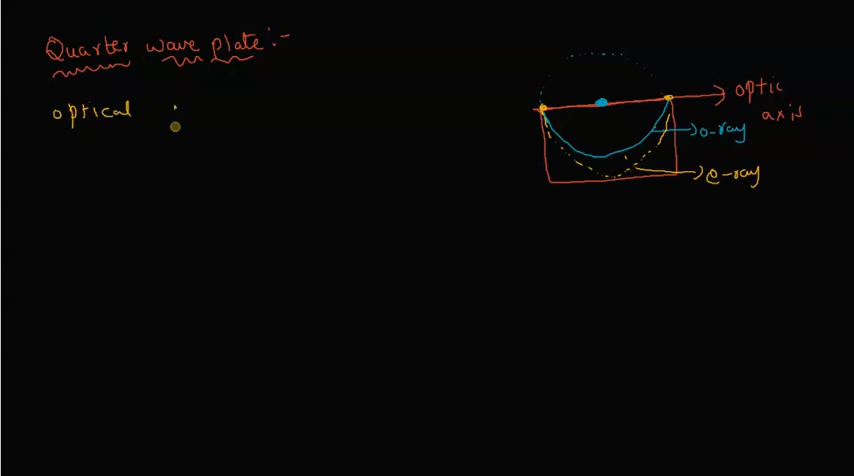 Quarter wave plate :-
optical
optic
axis
o-ray
e-ray